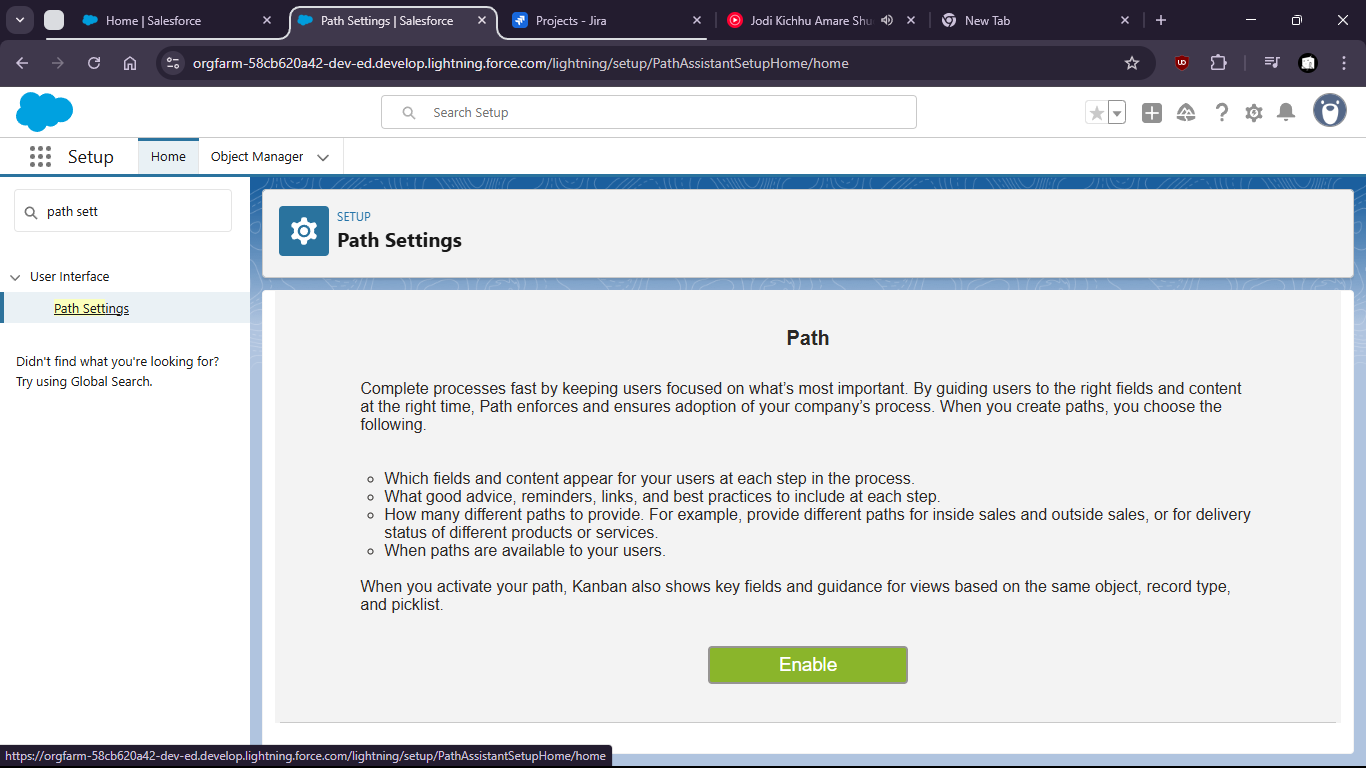 Home | Salesforce
Path Settings | Salesforce
Projects - Jira
Jodi Kichhu Amare Shu
New Tab
orgfarm-58cb620a42-dev-ed.develop.lightning.force.com/lightning/setup/PathAssistantSetupHome/home
UD
Search Setup
Setup
Home
Object Manager
path sett
User Interface
Path Settings
Didn't find what you're looking for?
Try using Global Search.
SETUP
Path Settings
Path
Complete processes fast by keeping users focused on what's most important. By guiding users to the right fields and content
at the right time, Path enforces and ensures adoption of your company's process. When you create paths, you choose the
following.
Which fields and content appear for your users at each step in the process.
What good advice, reminders, links, and best practices to include at each step.
How many different paths to provide. For example, provide different paths for inside sales and outside sales, or for delivery
status of different products or services.
When paths are available to your users.
When you activate your path, Kanban also shows key fields and guidance for views based on the same object, record type,
and picklist.
Enable
https://orgfarm-58cb620a42-dev-ed.develop.lightning.force.com/lightning/setup/PathAssistantSetupHome/home